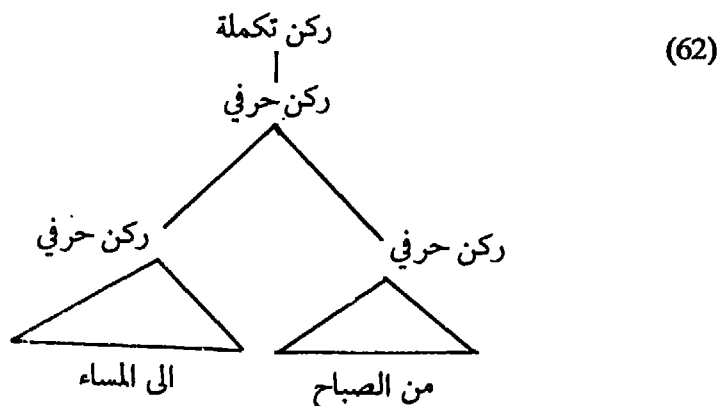 (62)
ركن تكملة
ركن حرفي
ركن حرفي
ركن حرفي
من الصباح
الى المساء